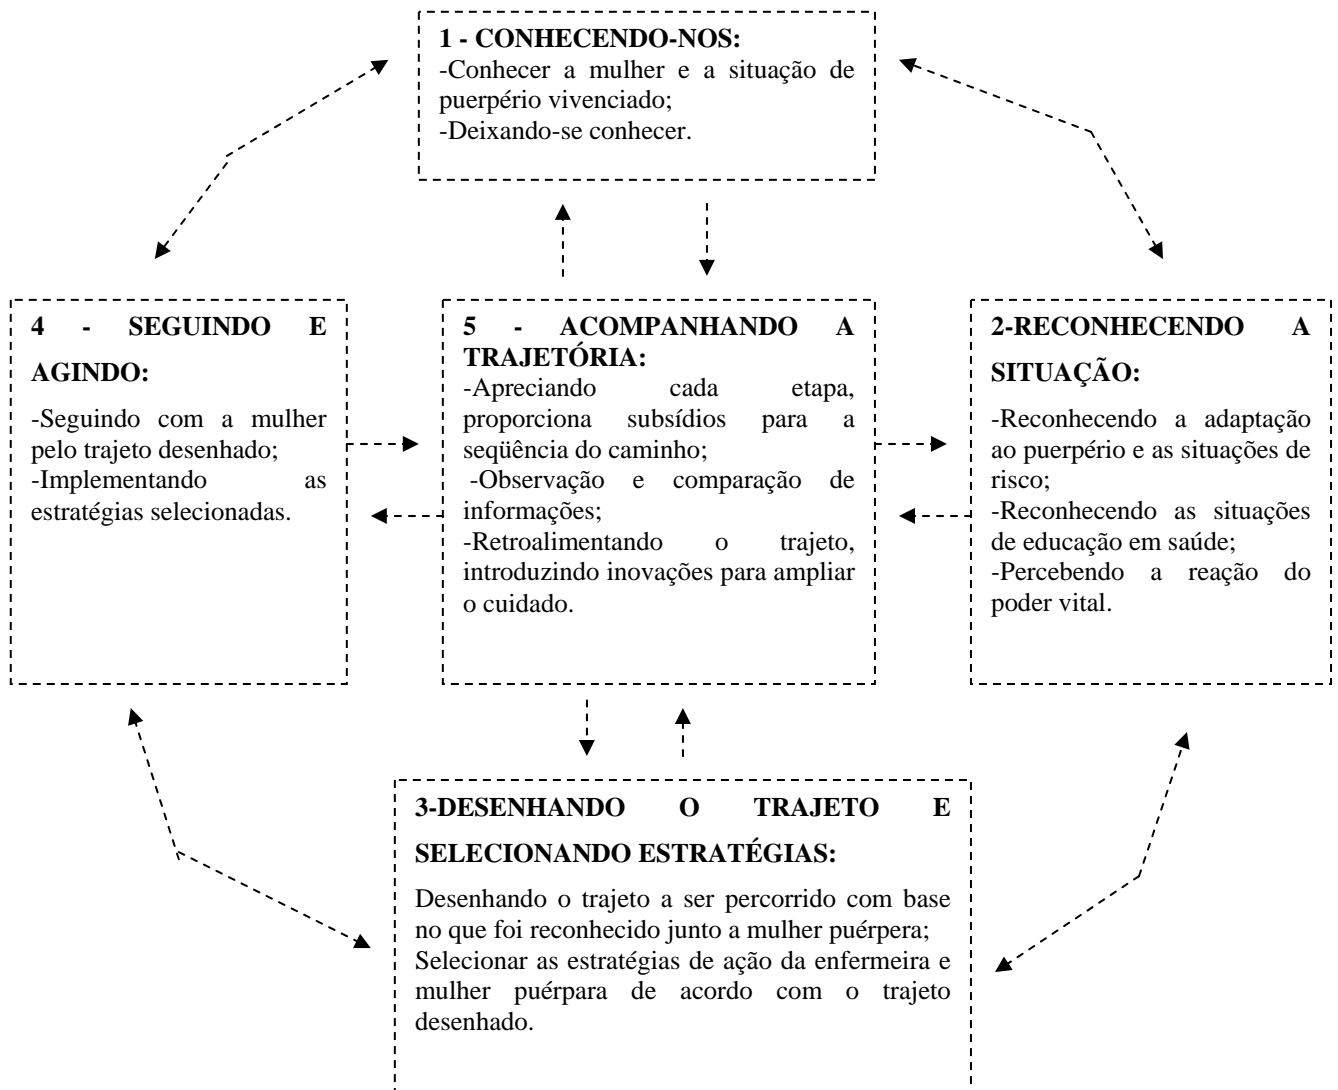 1 - CONHECENDO-NOS:
-Conhecer a mulher e a situação de
puerpério vivenciado;
-Deixando-se conhecer.
4 - SEGUINDO E
AGINDO:
-Seguindo com a mulher
pelo trajeto desenhado;
-Implementando as
estratégias selecionadas.
5 - ACOMPANHANDO A
TRAJETÓRIA:
-Apreciando cada etapa,
proporciona subsídios para a
seqüência do caminho;
-Observação e comparação de
informações;
-Retroalimentando o trajeto,
introduzindo inovações para ampliar
o cuidado.
2-RECONHECENDO A
SITUAÇÃO:
-Reconhecendo a adaptação
ao puerpério e as situações de
risco;
-Reconhecendo as situações
de educação em saúde;
-Percebendo a reação do
poder vital.
3-DESENHANDO O TRAJETO E
SELECIONANDO ESTRATÉGIAS:
Desenhando o trajeto a ser percorrido com base
no que foi reconhecido junto a mulher puérpera;
Selecionar as estratégias de ação da enfermeira e
mulher puérpara de acordo com o trajeto
desenhado.